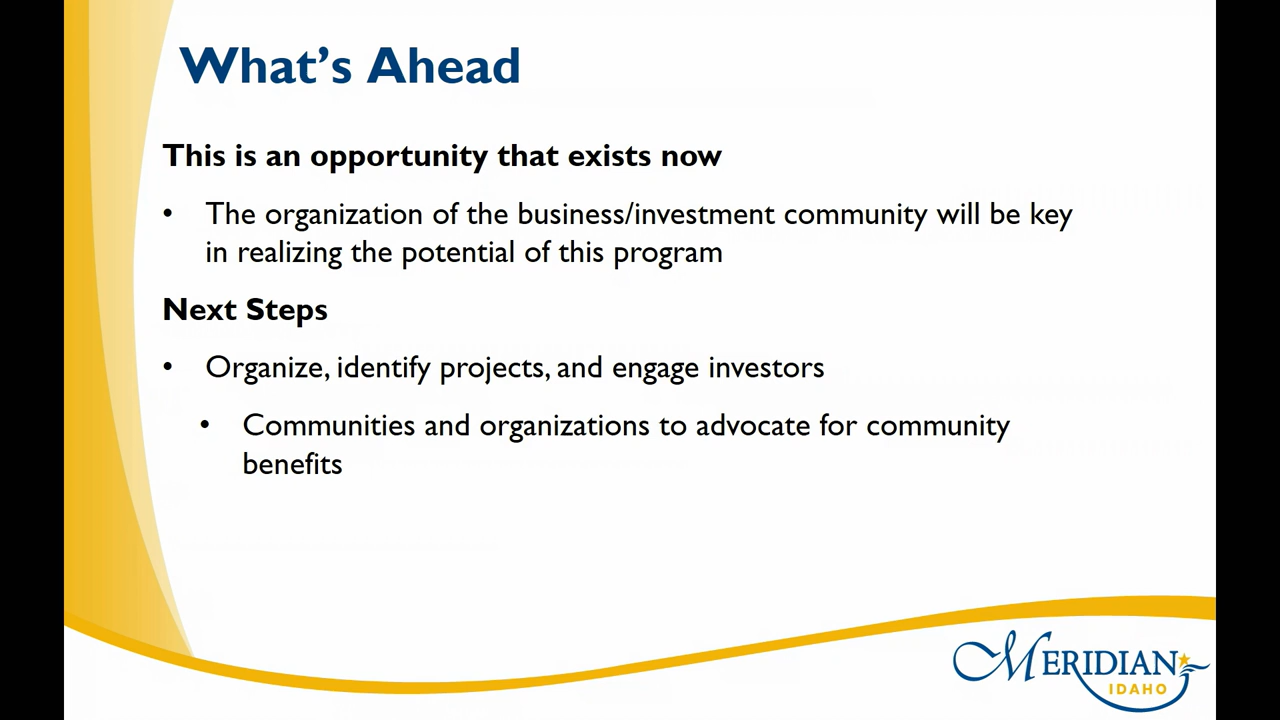 What's Ahead
This is an opportunity that exists now
• The organization of the business/investment community will be key
in realizing the potential of this program
Next Steps
• Organize, identify projects, and engage investors
• Communities and organizations to advocate for community
benefits
MERIDIAN
IDAHO